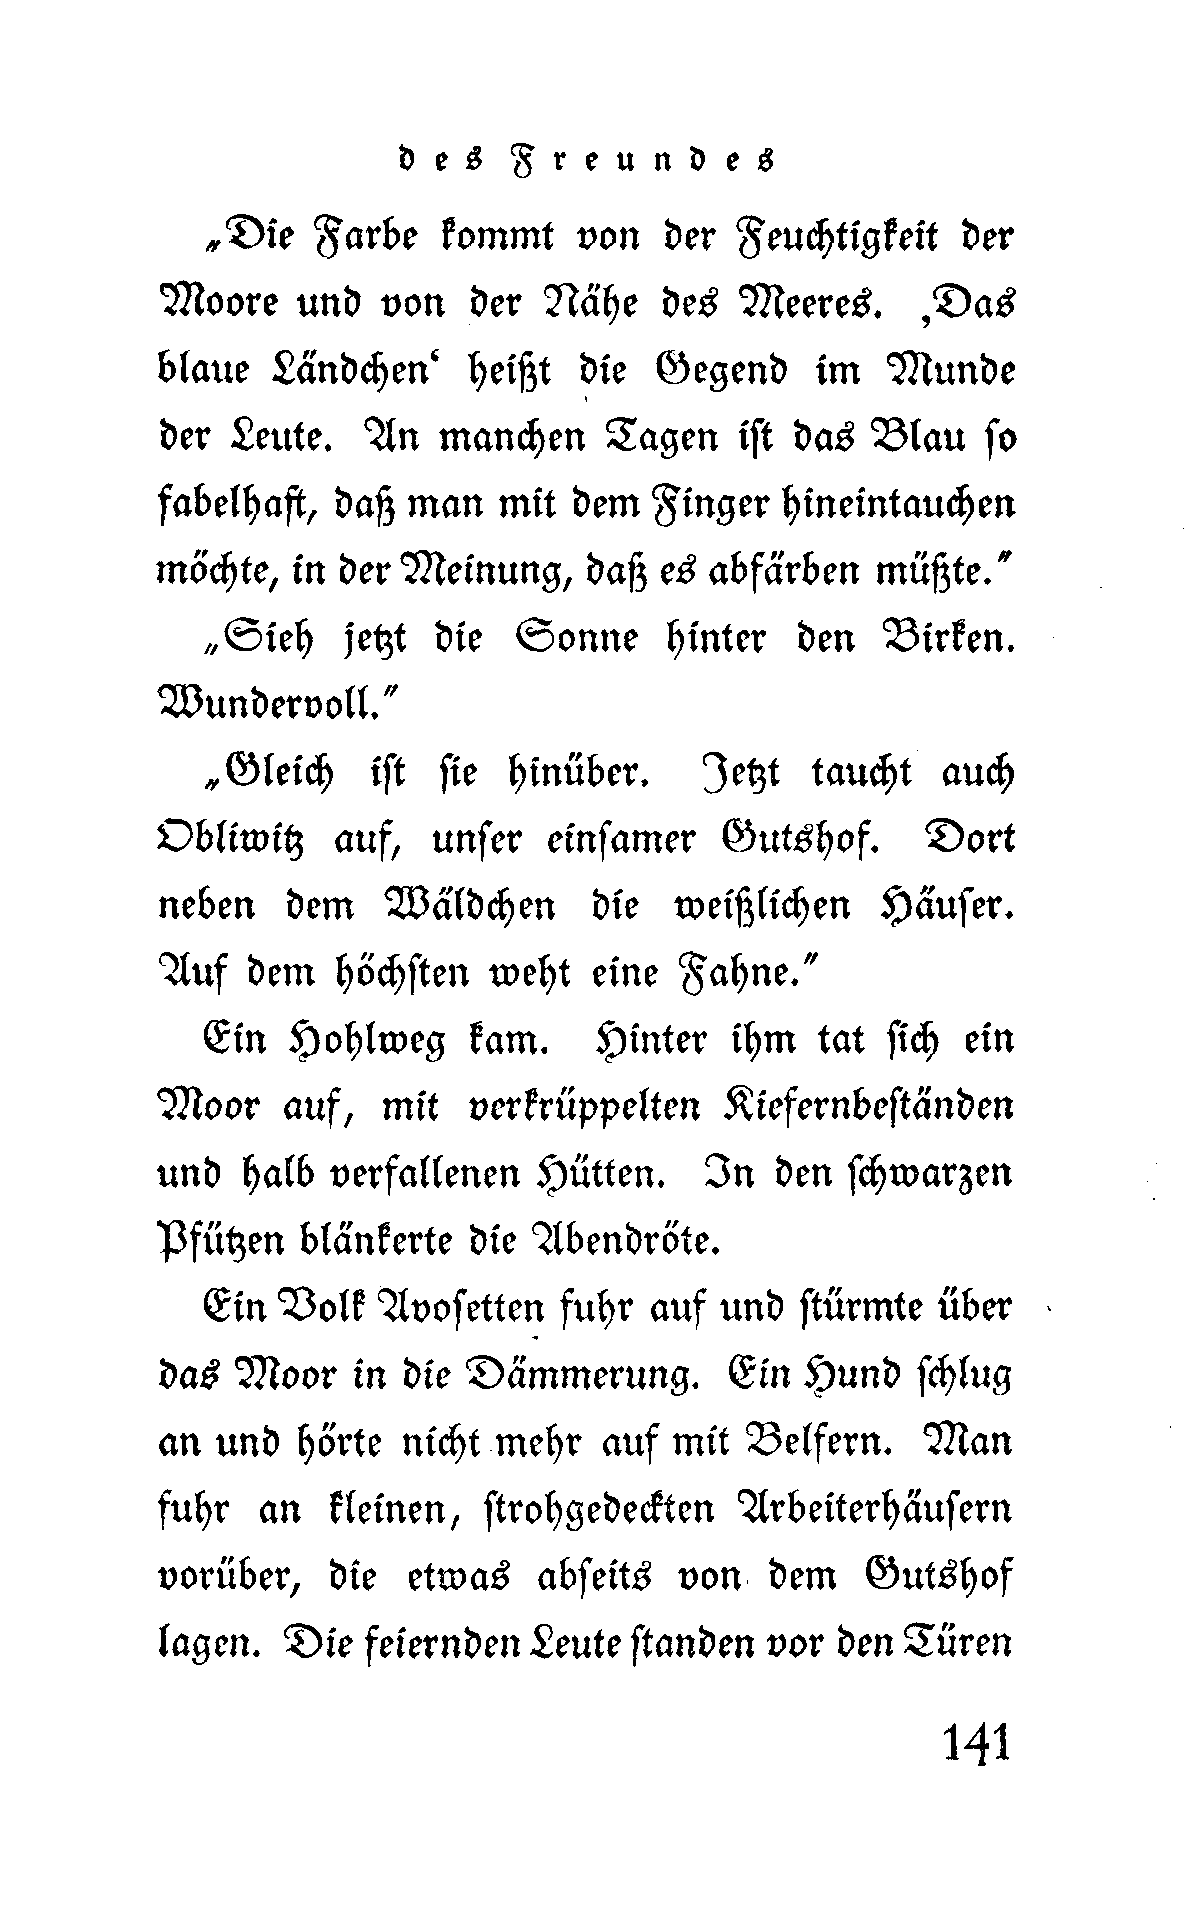 des Freundes
„Die Farbe kommt von der Feuchtigkeit der
Moore und von der Nähe des Meeres. ‚Das
blaue Ländchen‘ heißt die Gegend im Munde
der Leute. An manchen Tagen ist das Blau so
fabelhaft, daß man mit dem Finger hineintauchen
möchte, in der Meinung, daß es abfärben müßte.“
„Sieh jetzt die Sonne hinter den Birken.
Wundervoll.“
„Gleich ist sie hinüber. Jetzt taucht auch
Obliwitz auf, unser einsamer Gutshof. Dort
neben dem Wäldchen die weißlichen Häuser.
Auf dem höchsten weht eine Fahne.“
Ein Hohlweg kam. Hinter ihm tat sich ein
Moor auf, mit verkrüppelten Kiefernbeständen
und halb verfallenen Hütten. In den schwarzen
Pfützen blänkerte die Abendröte.
Ein Volk Avosetten fuhr auf und stürmte über
das Moor in die Dämmerung. Ein Hund schlug
an und hörte nicht mehr auf mit Belfern. Man
fuhr an kleinen, strohgedeckten Arbeiterhäusern
vorüber, die etwas abseits von dem Gutshof
lagen. Die feiernden Leute standen vor den Türen
141